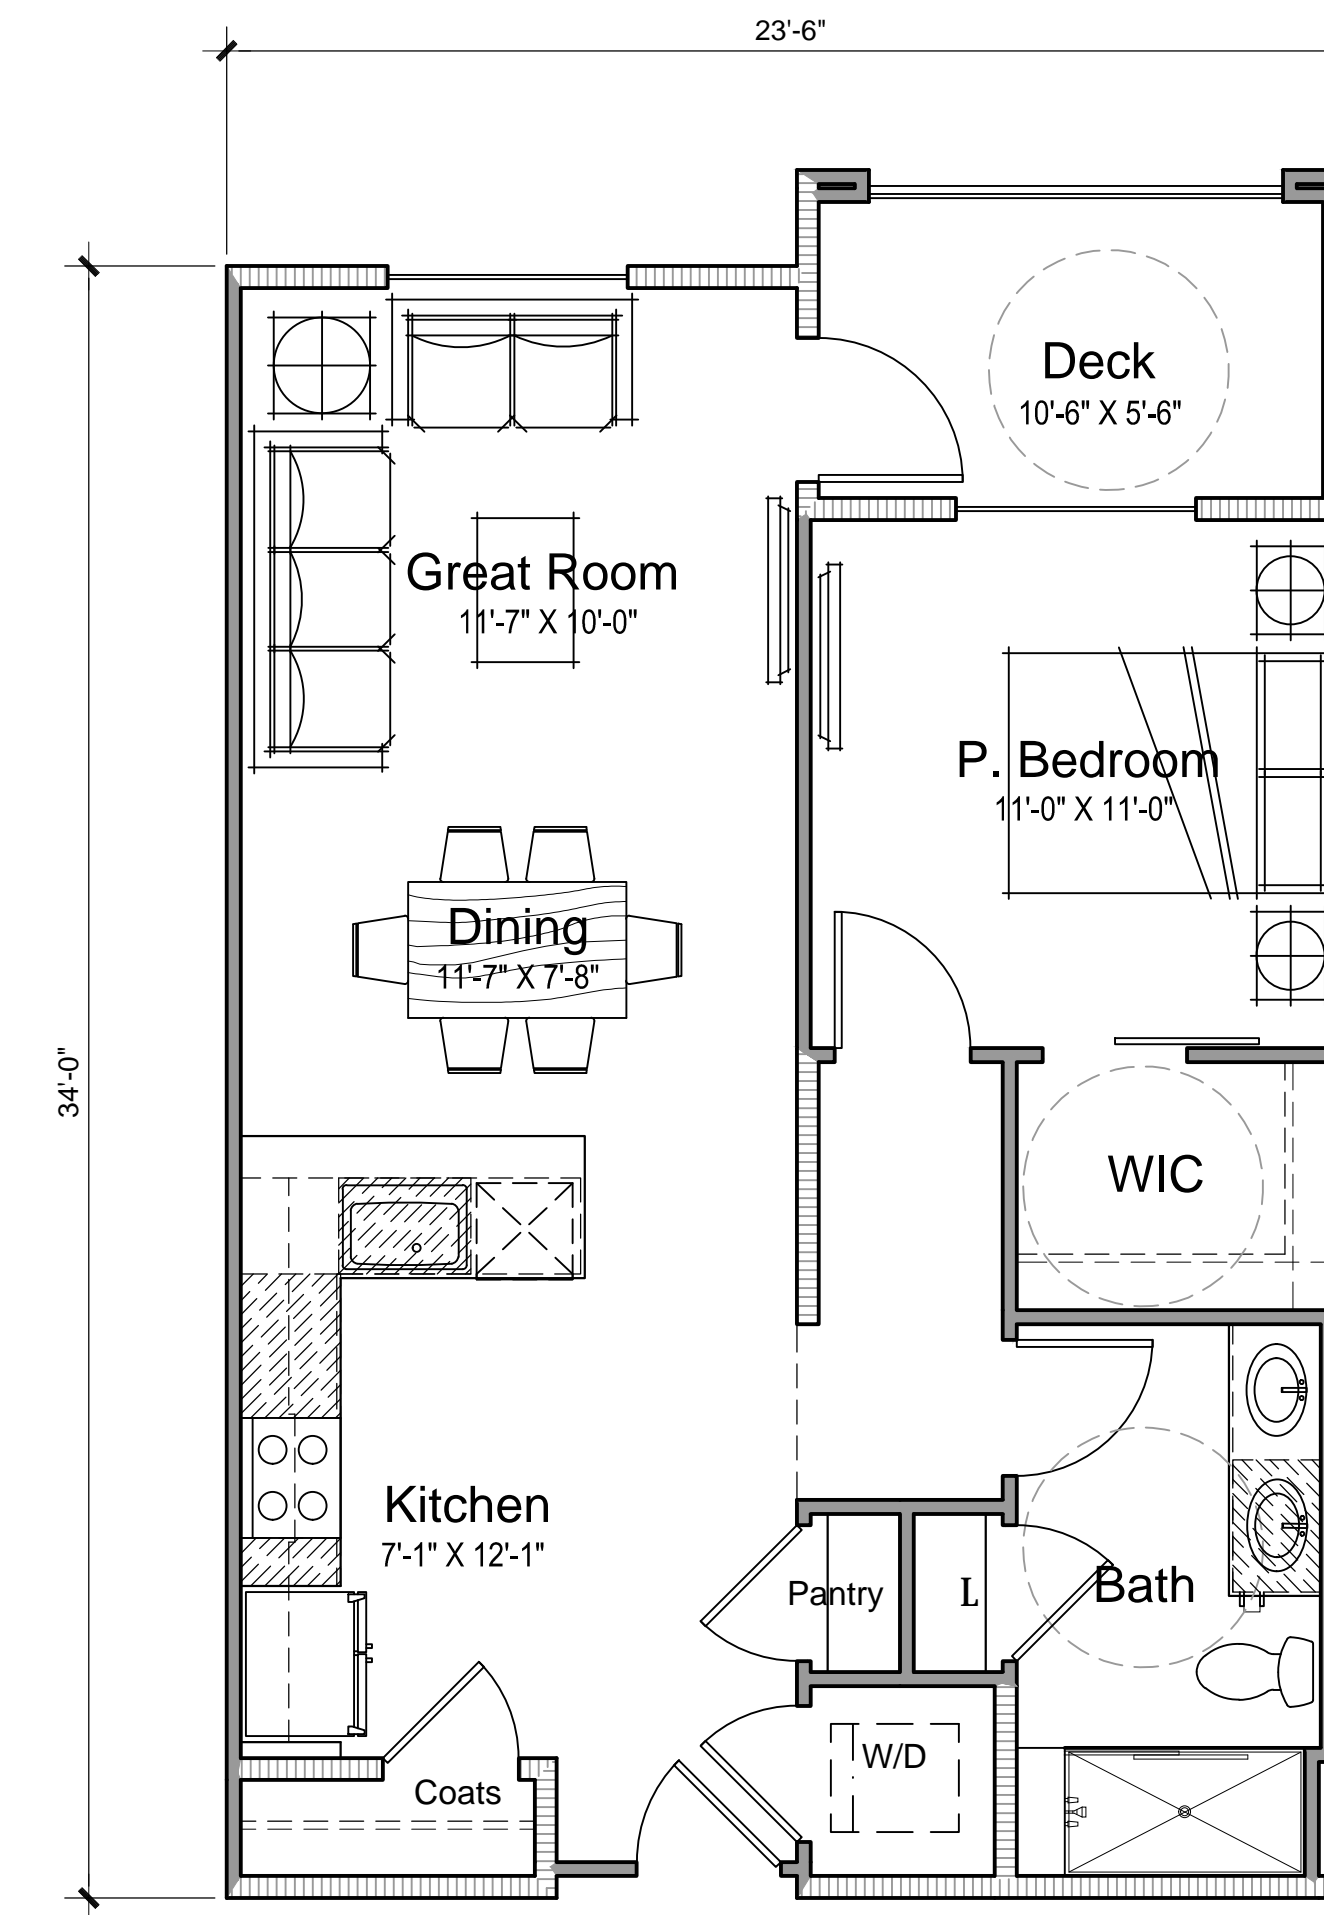 23'-6"
Deck
10'-6" X 5'-6"
Great Room
11'-7" X 10'-0"
P. Bedroom
11'-0" X 11'-0"
Dining
11'-7" X 7'-8"
34'-0"
WIC
Kitchen
7'-1" X 12'-1"
Pantry
L
Bath
W/D
Coats